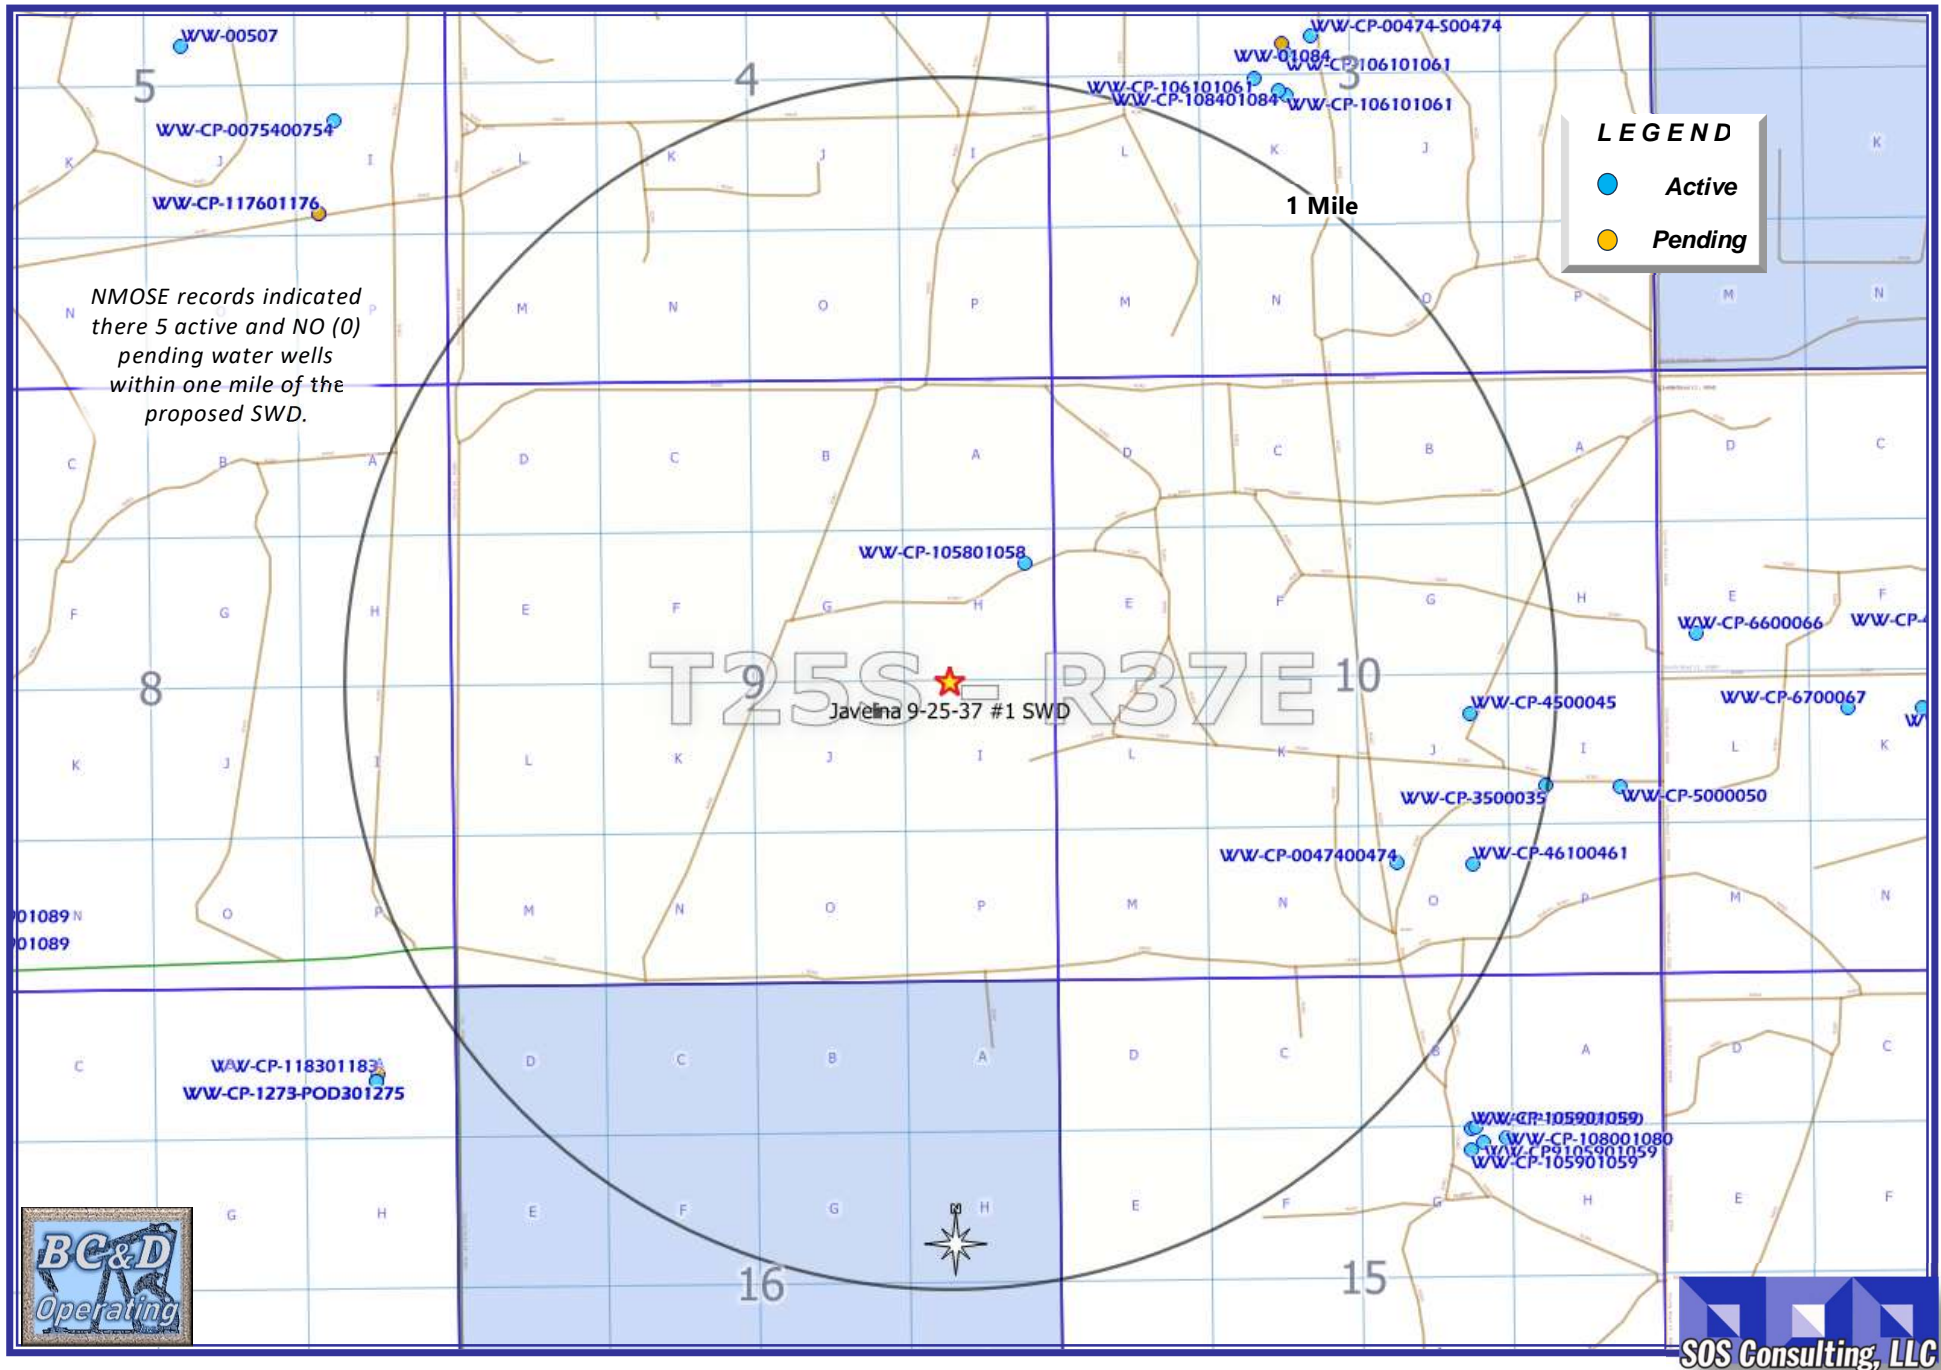 WW-00507
5
WW-CP-0075400754
WW-CP-117601176
4
WW-CP-00474-S00474
WW-01084
WW-CP-106101061
3
WW-CP-106101061
WW-CP-108401084
WW-CP-106101061
LEGEND
Active
Pending
1 Mile
K J I L K J I L K J K
NMOSE records indicated
there 5 active and NO (0)
pending water wells
within one mile of the
proposed SWD.
N P M N O P M N O P M N
C B A D C B A D C B A D C
WW-CP-105801058
F G H E F G H E F G H E F
WW-CP-6600066
WW-CP-
8
9
10
T25S - R37E
Javelina 9-25-37 #1 SWD
WW-CP-4500045
WW-CP-6700067
W
K J I L K J I L K J I L K
WW-CP-3500035
WW-CP-5000050
WW-CP-0047400474
WW-CP-46100461
01089 N O P M N O P M N O P M N
01089
C D C B A D C B A D C
WW-CP-118301183
WW-CP-1273-POD301275
WW-CP-105901059
WW-CP-108001080
WW-CP9105901059
WW-CP-105901059
G H E F G H E F G H E F
N
16
15
BC&D
Operating
SOS Consulting, LLC